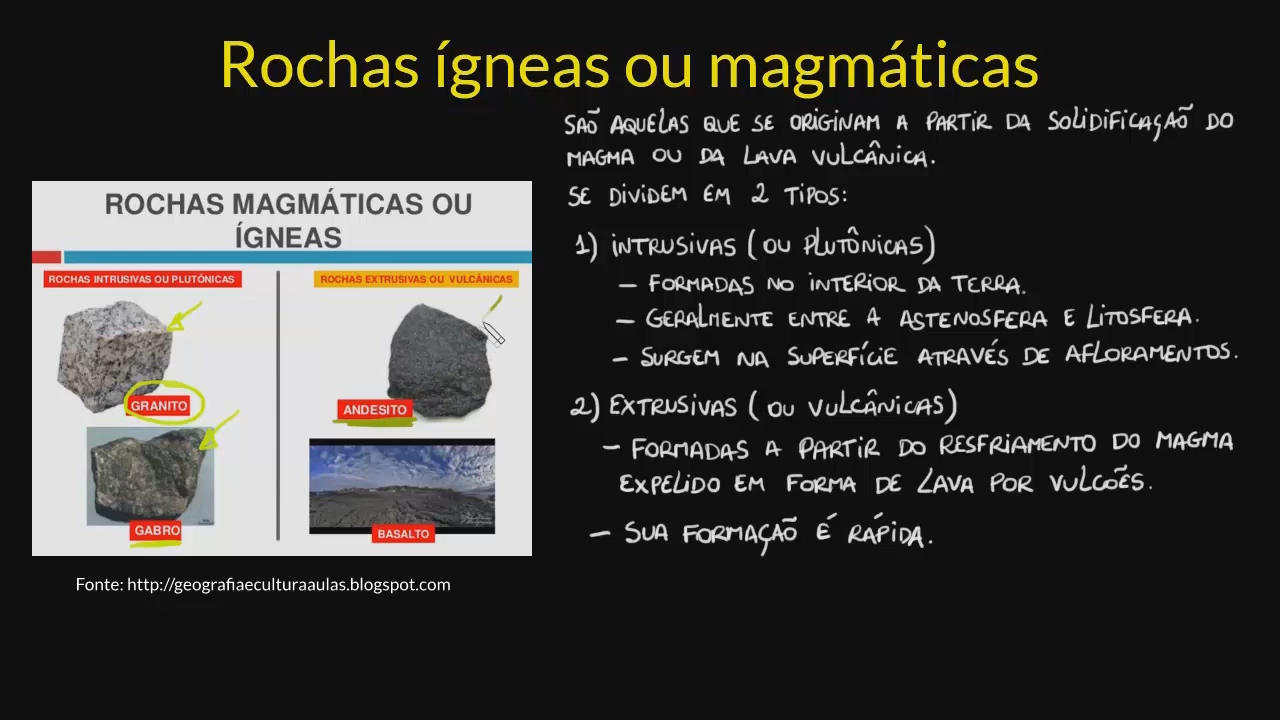 Rochas ígneas ou magmáticas
SAÕ AQUELAS QUE SE ORIGINAM A PARTIR DA SOLIDIFICAÇAÕ DO
MAGMA OU DA LAVA VULCÂNICA.
SE DIVIDEM EM 2 TIPOS:
1) INTRUSIVAS (OU PLUTÔNICAS)
– FORMADAS NO INTERIOR DA TERRA.
– GERALMENTE ENTRE A ASTENOSFERA E LITOSFERA.
– SURGEM NA SUPERFÍCIE ATRAVÉS DE AFLORAMENTOS.
2) EXTRUSIVAS (OU VULCÂNICAS)
– FORMADAS A PARTIR DO RESFRIAMENTO DO MAGMA
EXPELIDO EM FORMA DE LAVA POR VULCÕES.
– SUA FORMAÇAÕ É RÁPIDA.
ROCHAS MAGMÁTICAS OU
ÍGNEAS
ROCHAS INTRUSIVAS OU PLUTÓNICAS
ROCHAS EXTRUSIVAS OU VULCÂNICAS
GRANITO
ANDESITO
GABRO
BASALTO
Fonte: http://geografiaeculturaaulas.blogspot.com